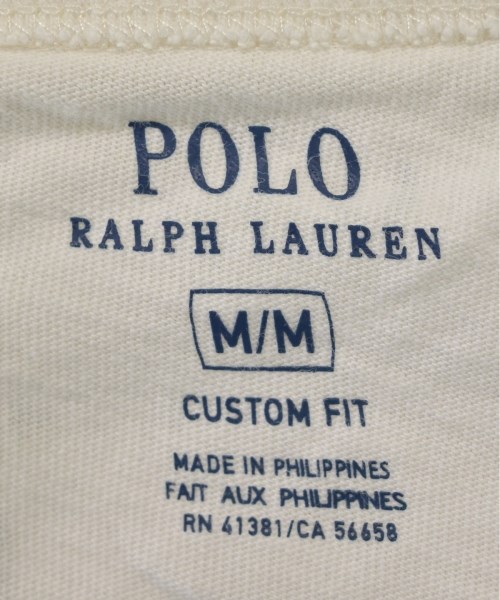 POLO
RALPH LAUREN
M/M
CUSTOM FIT
MADE IN PHILIPPINES
FAIT AUX PHILIPPINES
RN 41381/CA 56658